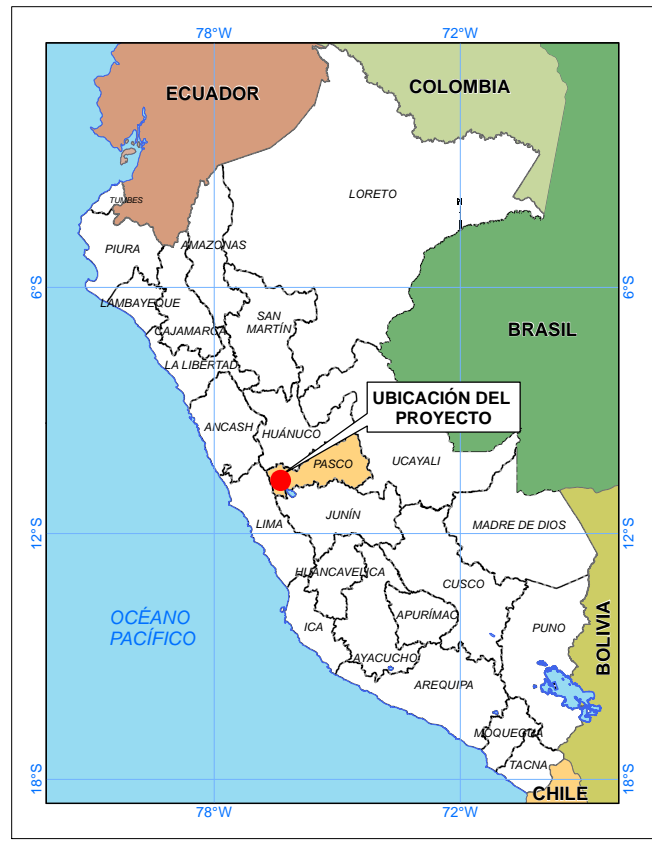 78°W
72°W
COLOMBIA
ECUADOR
LORETO
TUMBES
PIURA
AMAZONAS
6°S
6°S
LAMBAYEQUE
SAN
MARTÍN
CAJAMARCA
BRASIL
LA LIBERTAD
UBICACIÓN DEL
PROYECTO
ANCASH
HUÁNUCO
PASCO
UCAYALI
LIMA
JUNÍN
MADRE DE DIOS
12°S
12°S
HUANCAVELICA
CUSCO
OCÉANO
PACÍFICO
ICA
APURÍMAC
PUNO
BOLIVIA
AYACUCHO
AREQUIPA
MOQUEGUA
TACNA
18°S
18°S
CHILE
78°W
72°W